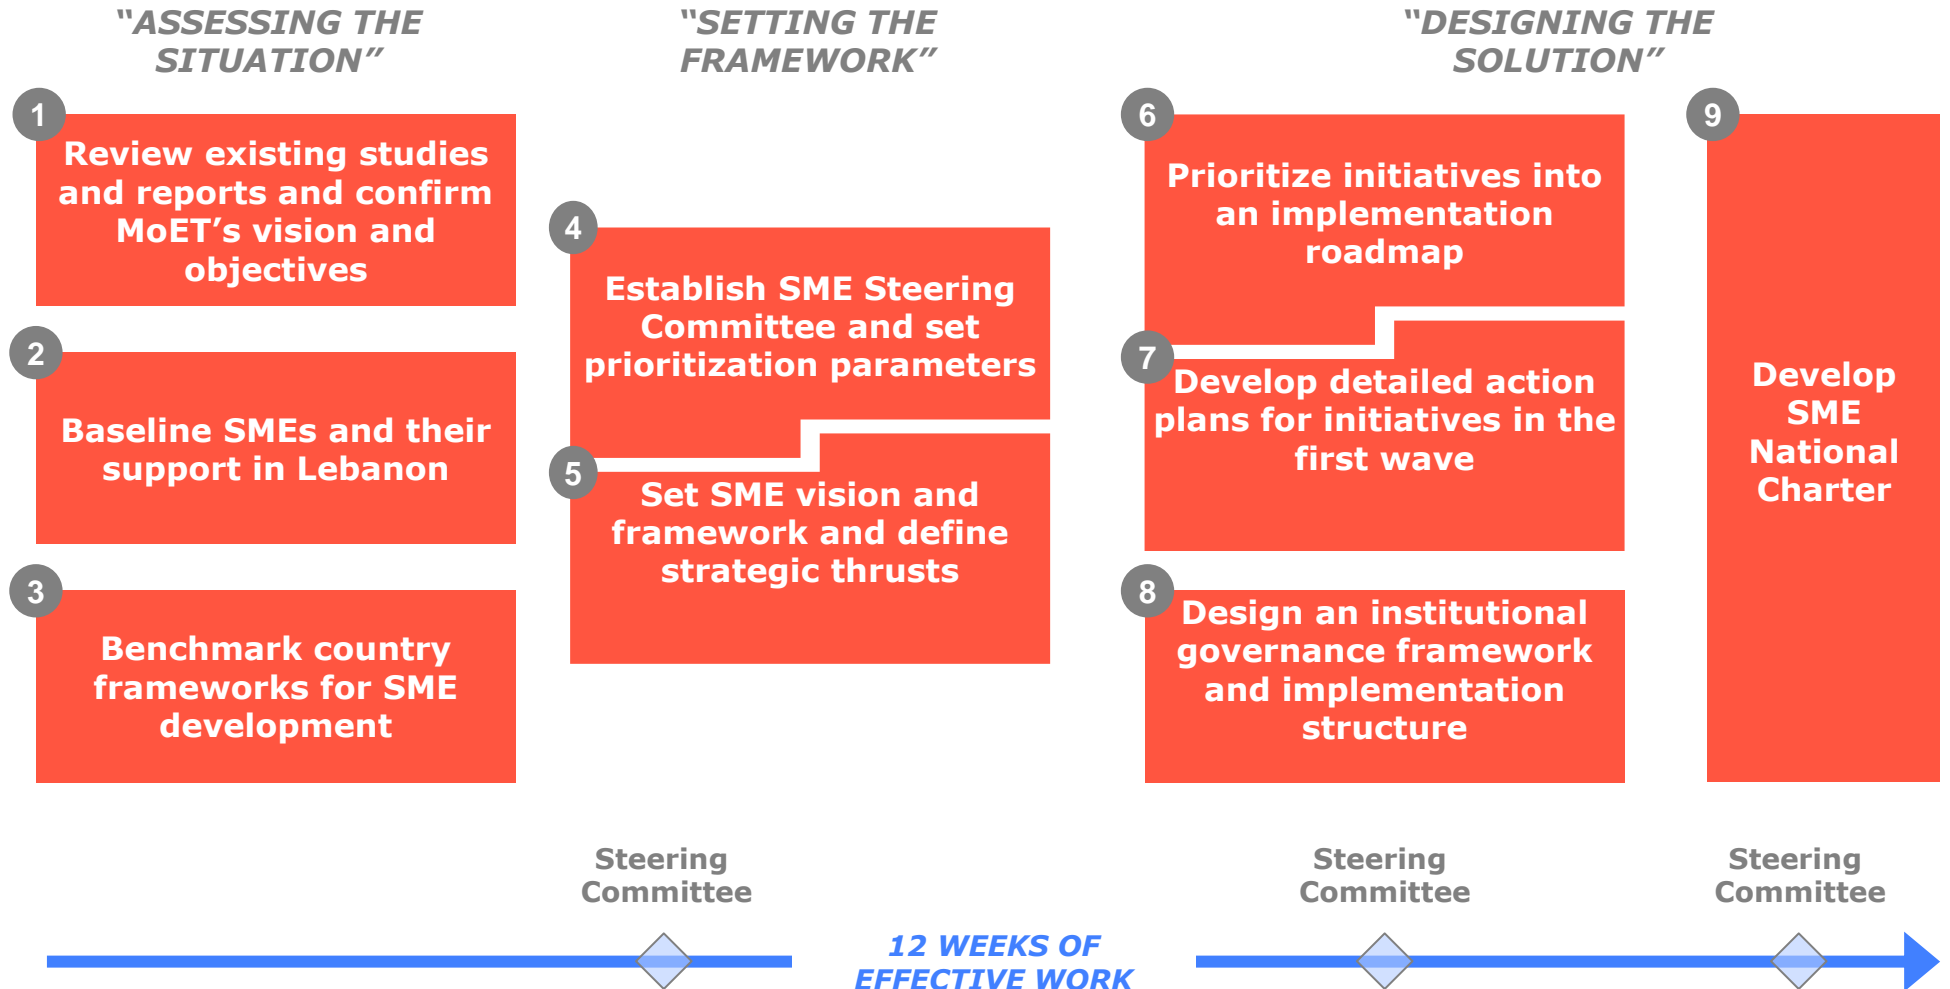 “ASSESSING THE
SITUATION”
“SETTING THE
FRAMEWORK”
“DESIGNING THE
SOLUTION”
1
Review existing studies
and reports and confirm
MoET’s vision and
objectives
2
Baseline SMEs and their
support in Lebanon
3
Benchmark country
frameworks for SME
development
4
Establish SME Steering
Committee and set
prioritization parameters
5
Set SME vision and
framework and define
strategic thrusts
6
Prioritize initiatives into
an implementation
roadmap
7
Develop detailed action
plans for initiatives in the
first wave
8
Design an institutional
governance framework
and implementation
structure
9
Develop
SME
National
Charter
Steering
Committee
Steering
Committee
Steering
Committee
12 WEEKS OF
EFFECTIVE WORK